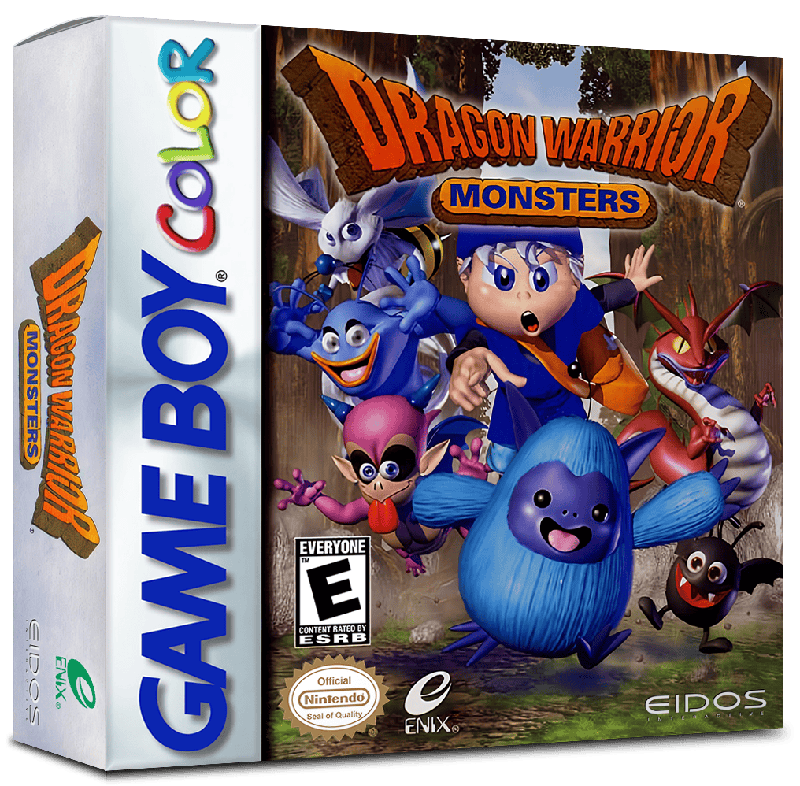 DRAGON WARRIOR
MONSTERS
EIDOS
ENIX®
GAME BOY COLOR
®
DRAGON WARRIOR
MONSTERS
®
EVERYONE
™
E
CONTENT RATED BY
ESRB
Official
Nintendo
Seal of Quality
e
ENIX®
EIDOS